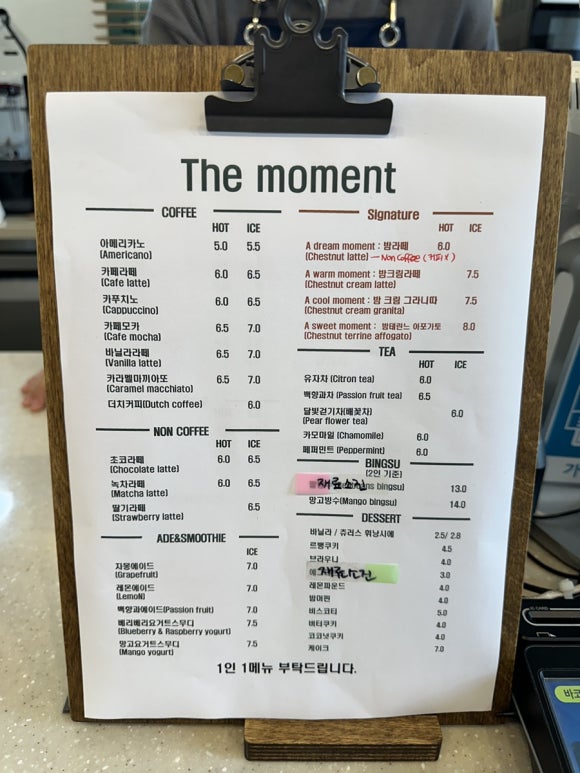 The moment
COFFEE
HOT ICE
아메리카노 5.0 5.5
(Americano)
카페라떼 6.0 6.5
(Cafe latte)
카푸치노 6.0 6.5
(Cappuccino)
카페모카 6.5 7.0
(Cafe mocha)
바닐라라떼 6.5 7.0
(Vanilla latte)
카라멜마끼아또 6.5 7.0
(Caramel macchiato)
더치커피(Dutch coffee) 6.0
NON COFFEE
HOT ICE
초코라떼 6.0 6.5
(Chocolate latte)
녹차라떼 6.0 6.5
(Matcha latte)
딸기라떼 6.5
(Strawberry latte)
ADE&SMOOTHIE
ICE
자몽에이드 7.0
(Grapefruit)
레몬에이드 7.0
(Lemon)
백향과에이드(Passion fruit) 7.0
베리베리요거트스무디 7.5
(Blueberry & Raspberry yogurt)
망고요거트스무디 7.5
(Mango yogurt)
Signature
HOT ICE
A dream moment : 밤라떼 6.0
(Chestnut latte) — Non Coffee (커피 X)
A warm moment : 밤크림라떼 7.5
(Chestnut cream latte)
A cool moment : 밤 크림 그라니따 7.5
(Chestnut cream granita)
A sweet moment : 밤테린느 아포가토 8.0
(Chestnut terrine affogato)
TEA
HOT ICE
유자차 (Citron tea) 6.0
백향과차 (Passion fruit tea) 6.5
달빛걷기차(배꽃차) 6.0
(Pear flower tea)
카모마일 (Chamomile) 6.0
페퍼민트 (Peppermint) 6.0
BINGSU
(2인 기준)
재료소진 bingsu) 13.0
망고빙수(Mango bingsu) 14.0
DESSERT
바닐라 / 츄러스 휘낭시에 2.5/ 2.8
르뱅쿠키 4.5
브라우니 4.0
재료소진 3.0
레몬파운드 4.0
밤머핀 4.0
비스코티 5.0
버터쿠키 4.0
코코넛쿠키 4.0
케이크 7.0
1인 1메뉴 부탁드립니다.
IC CARD